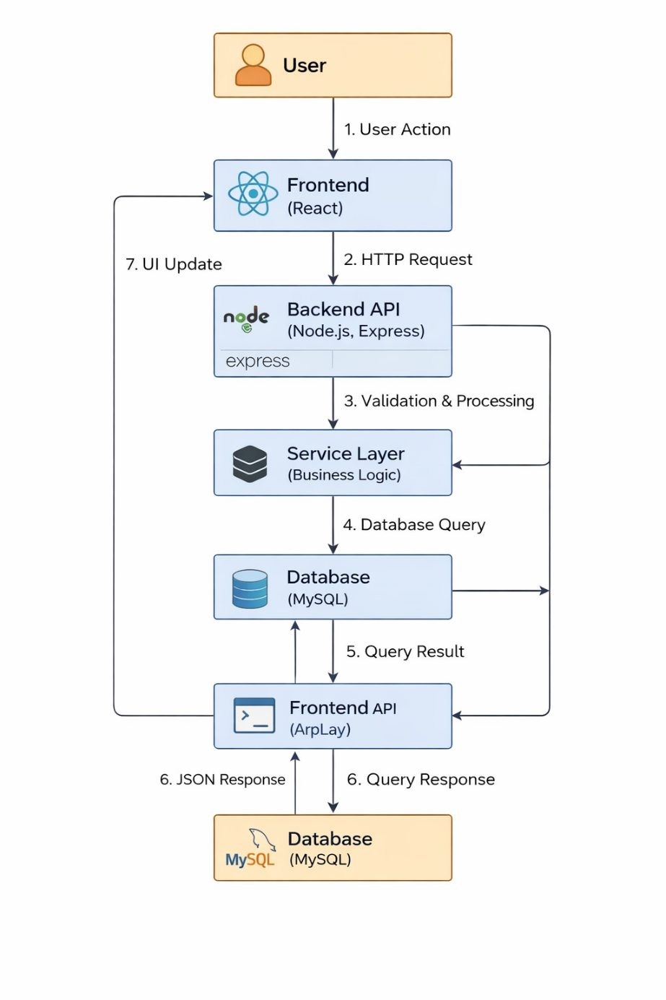 User
1. User Action
Frontend
(React)
7. UI Update
2. HTTP Request
node
Backend API
(Node.js, Express)
express
3. Validation & Processing
Service Layer
(Business Logic)
4. Database Query
Database
(MySQL)
5. Query Result
Frontend API
(ArpLay)
6. JSON Response
6. Query Response
MySQL
Database
(MySQL)